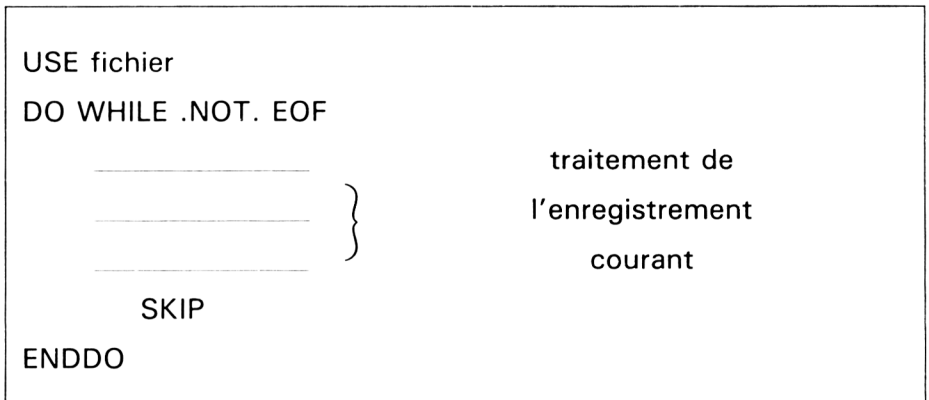 USE fichier
DO WHILE .NOT. EOF
traitement de
l'enregistrement
courant
SKIP
ENDDO